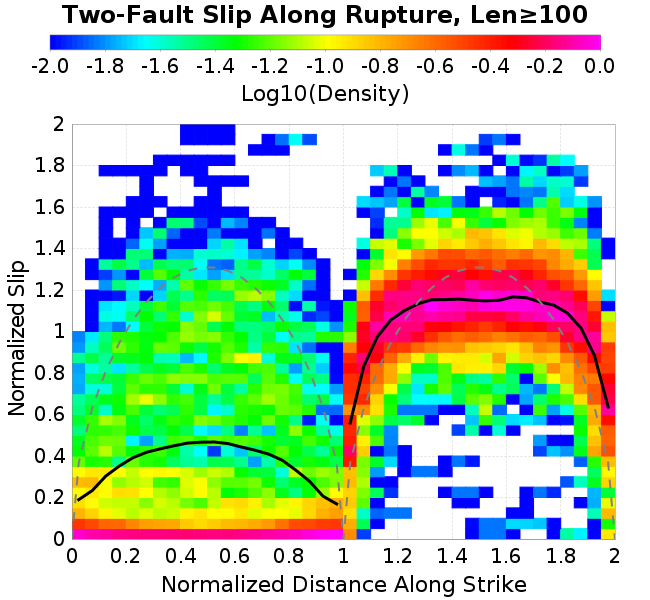 Two-Fault Slip Along Rupture, Len≥100
-2.0 -1.8 -1.6 -1.4 -1.2 -1.0 -0.8 -0.6 -0.4 -0.2 0.0
Log10(Density)
Normalized Slip
2
1.8
1.6
1.4
1.2
1
0.8
0.6
0.4
0.2
0
0 0.2 0.4 0.6 0.8 1 1.2 1.4 1.6 1.8 2
Normalized Distance Along Strike